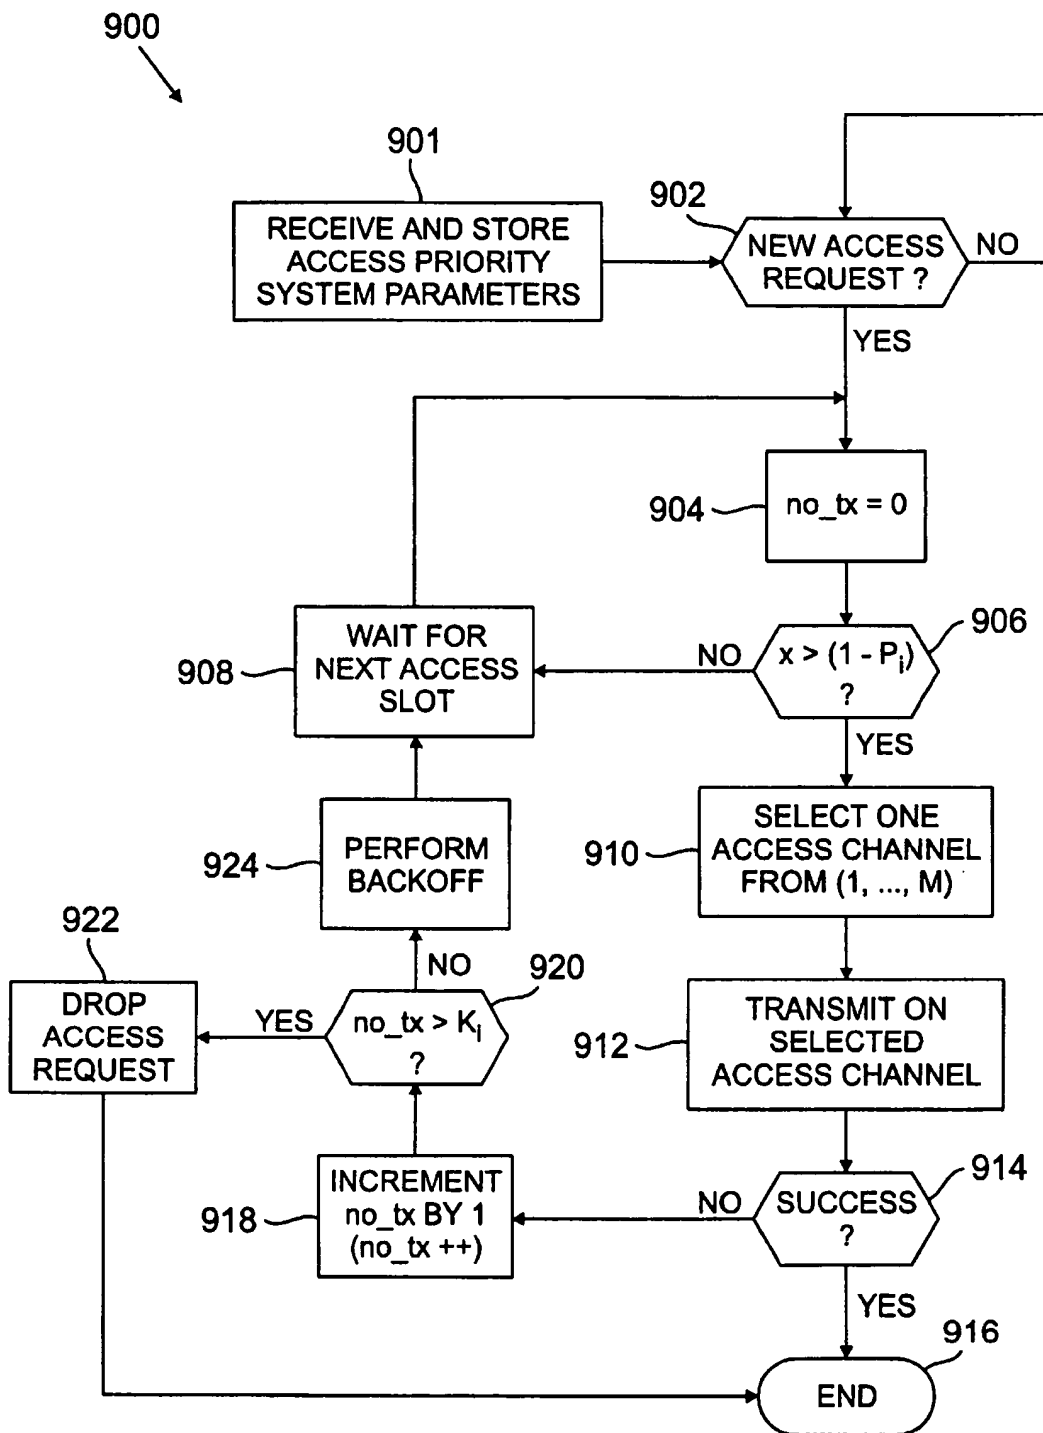 900
901
RECEIVE AND STORE
ACCESS PRIORITY
SYSTEM PARAMETERS
902
NEW ACCESS
REQUEST ?
NO
YES
904
no_tx = 0
906
x > (1 - Pi)
?
NO
YES
908
WAIT FOR
NEXT ACCESS
SLOT
910
SELECT ONE
ACCESS CHANNEL
FROM (1, ..., M)
924
PERFORM
BACKOFF
912
TRANSMIT ON
SELECTED
ACCESS CHANNEL
922
DROP
ACCESS
REQUEST
YES
NO
920
no_tx > Ki
?
918
INCREMENT
no_tx BY 1
(no_tx ++)
NO
914
SUCCESS
?
YES
916
END